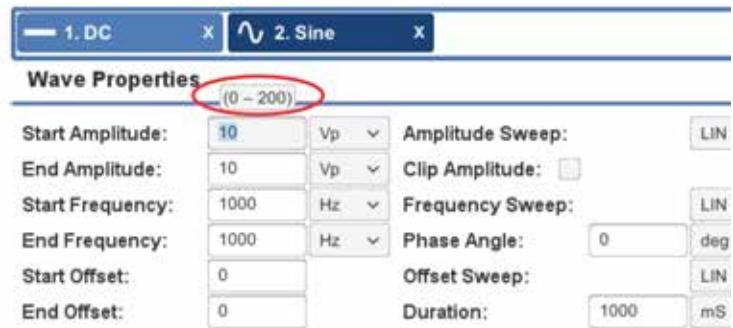 1. DC X 2. Sine X
Wave Properties
(0 – 200)
Start Amplitude: 10 Vp Amplitude Sweep: LIN
End Amplitude: 10 Vp Clip Amplitude:
Start Frequency: 1000 Hz Frequency Sweep: LIN
End Frequency: 1000 Hz Phase Angle: 0 deg
Start Offset: 0 Offset Sweep: LIN
End Offset: 0 Duration: 1000 mS